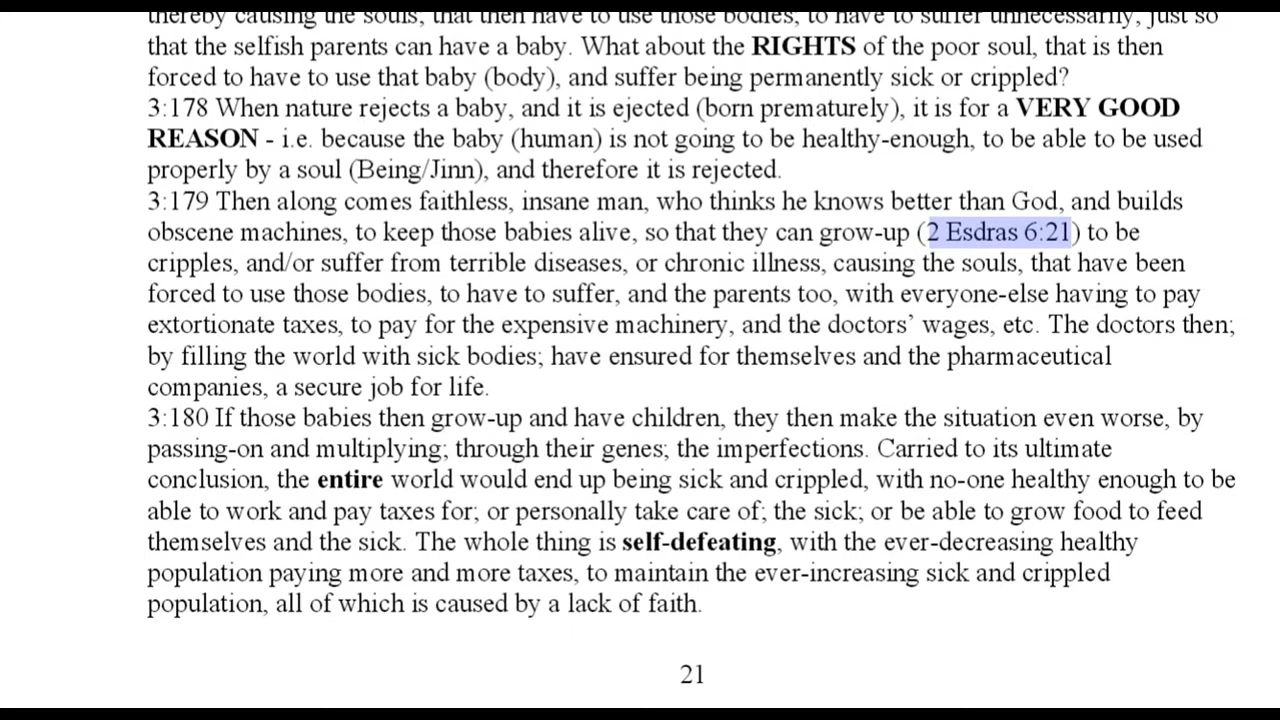 thereby causing the souls; that then have to use those bodies; to have to suffer unnecessarily, just so
that the selfish parents can have a baby. What about the RIGHTS of the poor soul, that is then
forced to have to use that baby (body), and suffer being permanently sick or crippled?
3:178 When nature rejects a baby, and it is ejected (born prematurely), it is for a VERY GOOD
REASON - i.e. because the baby (human) is not going to be healthy-enough, to be able to be used
properly by a soul (Being/Jinn), and therefore it is rejected.
3:179 Then along comes faithless, insane man, who thinks he knows better than God, and builds
obscene machines, to keep those babies alive, so that they can grow-up (2 Esdras 6:21) to be
cripples, and/or suffer from terrible diseases, or chronic illness, causing the souls, that have been
forced to use those bodies, to have to suffer, and the parents too, with everyone-else having to pay
extortionate taxes, to pay for the expensive machinery, and the doctors’ wages, etc. The doctors then;
by filling the world with sick bodies; have ensured for themselves and the pharmaceutical
companies, a secure job for life.
3:180 If those babies then grow-up and have children, they then make the situation even worse, by
passing-on and multiplying; through their genes; the imperfections. Carried to its ultimate
conclusion, the entire world would end up being sick and crippled, with no-one healthy enough to be
able to work and pay taxes for; or personally take care of; the sick; or be able to grow food to feed
themselves and the sick. The whole thing is self-defeating, with the ever-decreasing healthy
population paying more and more taxes, to maintain the ever-increasing sick and crippled
population, all of which is caused by a lack of faith.
21